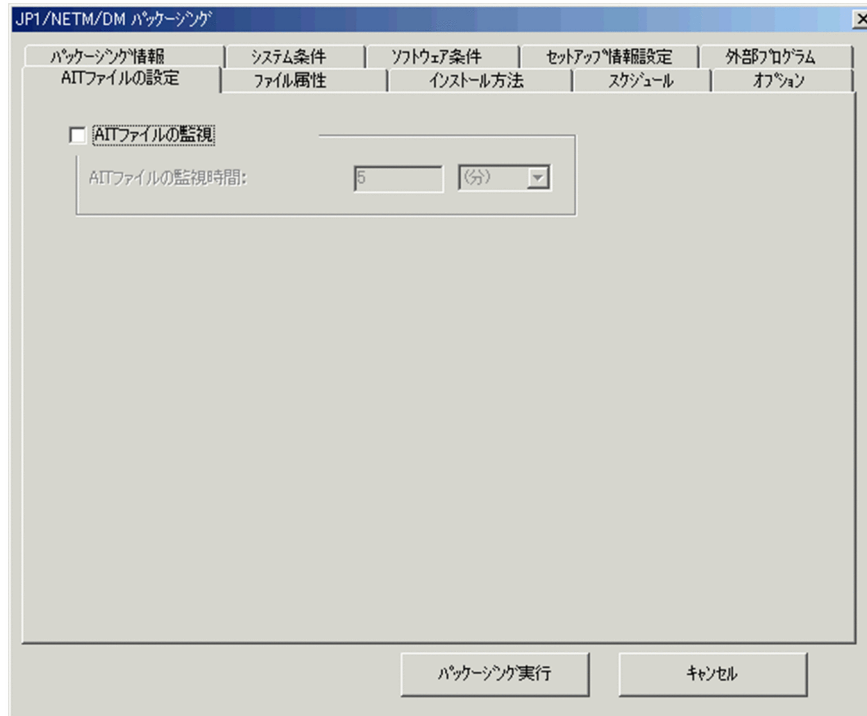 JP1/NETM/DM パッケージング
パッケージング情報 システム条件 ソフトウェア条件 セットアップ情報設定 外部プログラム
AITファイルの設定 ファイル属性 インストール方法 スケジュール オプション
AITファイルの監視
AITファイルの監視時間: 5 (分)
パッケージング実行 キャンセル